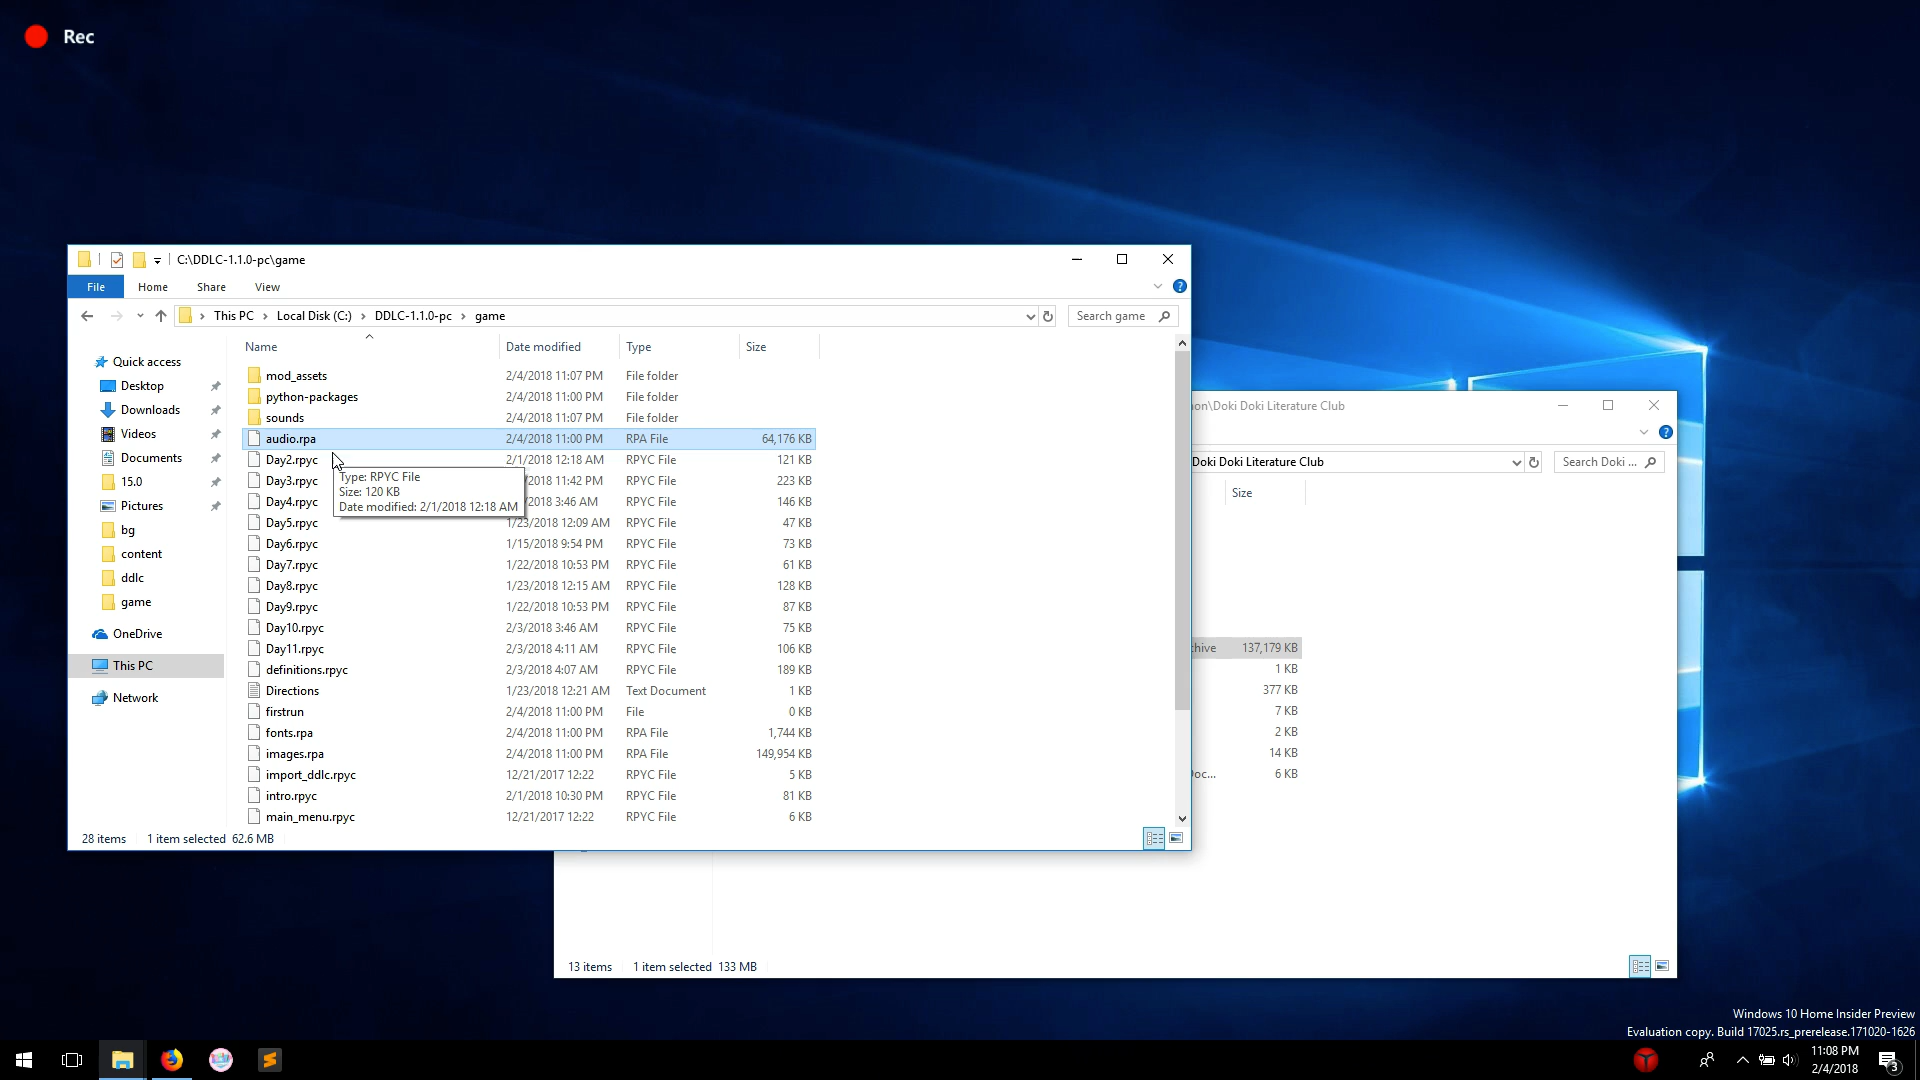 Rec
C:\DDLC-1.1.0-pc\game
File Home Share View
This PC > Local Disk (C:) > DDLC-1.1.0-pc > game
Search game
Name Date modified Type Size
Quick access
Desktop
Downloads
Videos
Documents
15.0
Pictures
bg
content
ddlc
game
OneDrive
This PC
Network
mod_assets 2/4/2018 11:07 PM File folder
python-packages 2/4/2018 11:00 PM File folder
sounds 2/4/2018 11:07 PM File folder
audio.rpa 2/4/2018 11:00 PM RPA File 64,176 KB
Day2.rpyc 2/1/2018 12:18 AM RPYC File 121 KB
Day3.rpyc /2018 11:42 PM RPYC File 223 KB
Day4.rpyc /2018 3:46 AM RPYC File 146 KB
Day5.rpyc 1/23/2018 12:09 AM RPYC File 47 KB
Day6.rpyc 1/15/2018 9:54 PM RPYC File 73 KB
Day7.rpyc 1/22/2018 10:53 PM RPYC File 61 KB
Day8.rpyc 1/23/2018 12:15 AM RPYC File 128 KB
Day9.rpyc 1/22/2018 10:53 PM RPYC File 87 KB
Day10.rpyc 2/3/2018 3:46 AM RPYC File 75 KB
Day11.rpyc 2/3/2018 4:11 AM RPYC File 106 KB
definitions.rpyc 2/3/2018 4:07 AM RPYC File 189 KB
Directions 1/23/2018 12:21 AM Text Document 1 KB
firstrun 2/4/2018 11:00 PM File 0 KB
fonts.rpa 2/4/2018 11:00 PM RPA File 1,744 KB
images.rpa 2/4/2018 11:00 PM RPA File 149,954 KB
import_ddlc.rpyc 12/21/2017 12:22 RPYC File 5 KB
intro.rpyc 2/1/2018 10:30 PM RPYC File 81 KB
main_menu.rpyc 12/21/2017 12:22 RPYC File 6 KB
Type: RPYC File
Size: 120 KB
Date modified: 2/1/2018 12:18 AM
28 items 1 item selected 62.6 MB
on\Doki Doki Literature Club
Doki Doki Literature Club
Search Doki ...
Size
hive 137,179 KB
1 KB
377 KB
7 KB
2 KB
14 KB
oc... 6 KB
13 items 1 item selected 133 MB
Windows 10 Home Insider Preview
Evaluation copy. Build 17025.rs_prerelease.171020-1626
11:08 PM
2/4/2018
3